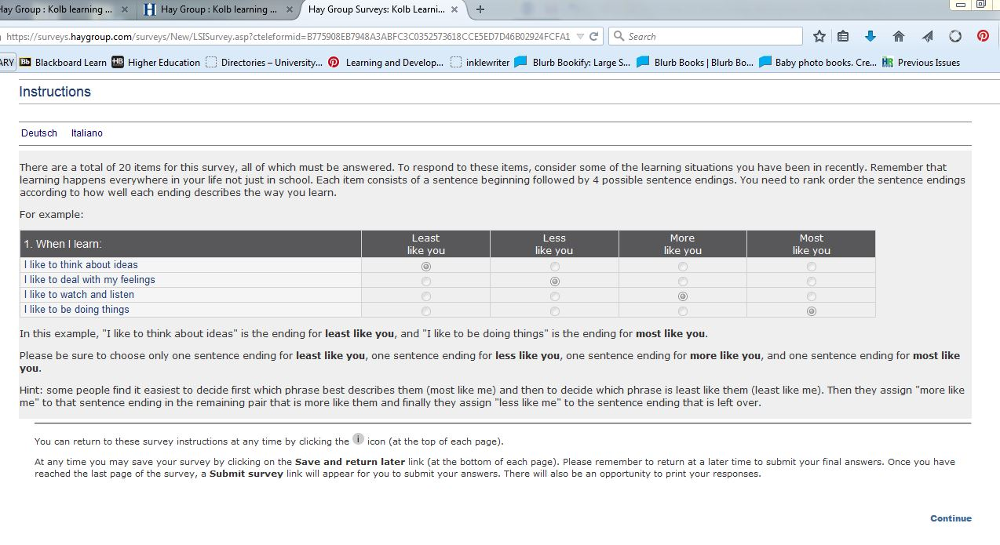 Hay Group : Kolb learning ... Hay Group : Kolb learning ... Hay Group Surveys: Kolb Learni...
https://surveys.haygroup.com/surveys/New/LSISurvey.asp?cteleformid=B775908EB7948A3ABFC3C0352573618CCE5ED7D46B02924FCFA1 Search
ARY Bb Blackboard Learn HB Higher Education Directories – University... Learning and Develop... inklewriter Blurb Bookify: Large S... Blurb Books | Blurb Bo... Baby photo books. Cre... HR Previous Issues
Instructions
Deutsch Italiano
There are a total of 20 items for this survey, all of which must be answered. To respond to these items, consider some of the learning situations you have been in recently. Remember that
learning happens everywhere in your life not just in school. Each item consists of a sentence beginning followed by 4 possible sentence endings. You need to rank order the sentence endings
according to how well each ending describes the way you learn.
For example:
1. When I learn: Least like you Less like you More like you Most like you
I like to think about ideas
I like to deal with my feelings
I like to watch and listen
I like to be doing things
In this example, "I like to think about ideas" is the ending for least like you, and "I like to be doing things" is the ending for most like you.
Please be sure to choose only one sentence ending for least like you, one sentence ending for less like you, one sentence ending for more like you, and one sentence ending for most like
you.
Hint: some people find it easiest to decide first which phrase best describes them (most like me) and then to decide which phrase is least like them (least like me). Then they assign "more like
me" to that sentence ending in the remaining pair that is more like them and finally they assign "less like me" to the sentence ending that is left over.
You can return to these survey instructions at any time by clicking the i icon (at the top of each page).
At any time you may save your survey by clicking on the Save and return later link (at the bottom of each page). Please remember to return at a later time to submit your final answers. Once you have
reached the last page of the survey, a Submit survey link will appear for you to submit your answers. There will also be an opportunity to print your responses.
Continue